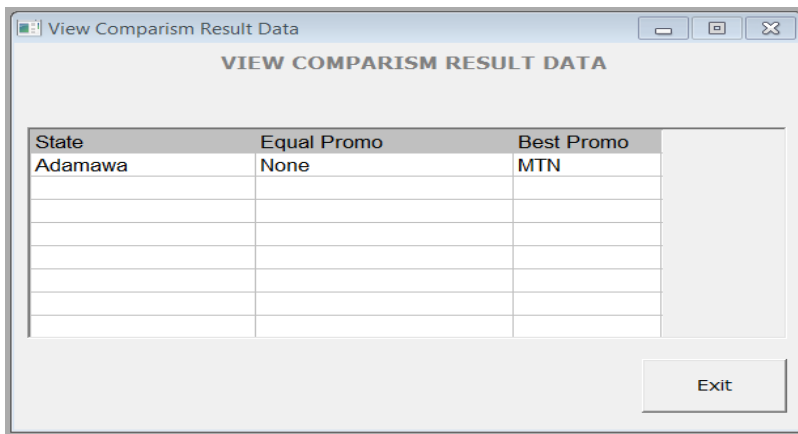 View Comparism Result Data
VIEW COMPARISM RESULT DATA
State Equal Promo Best Promo
Adamawa None MTN
Exit